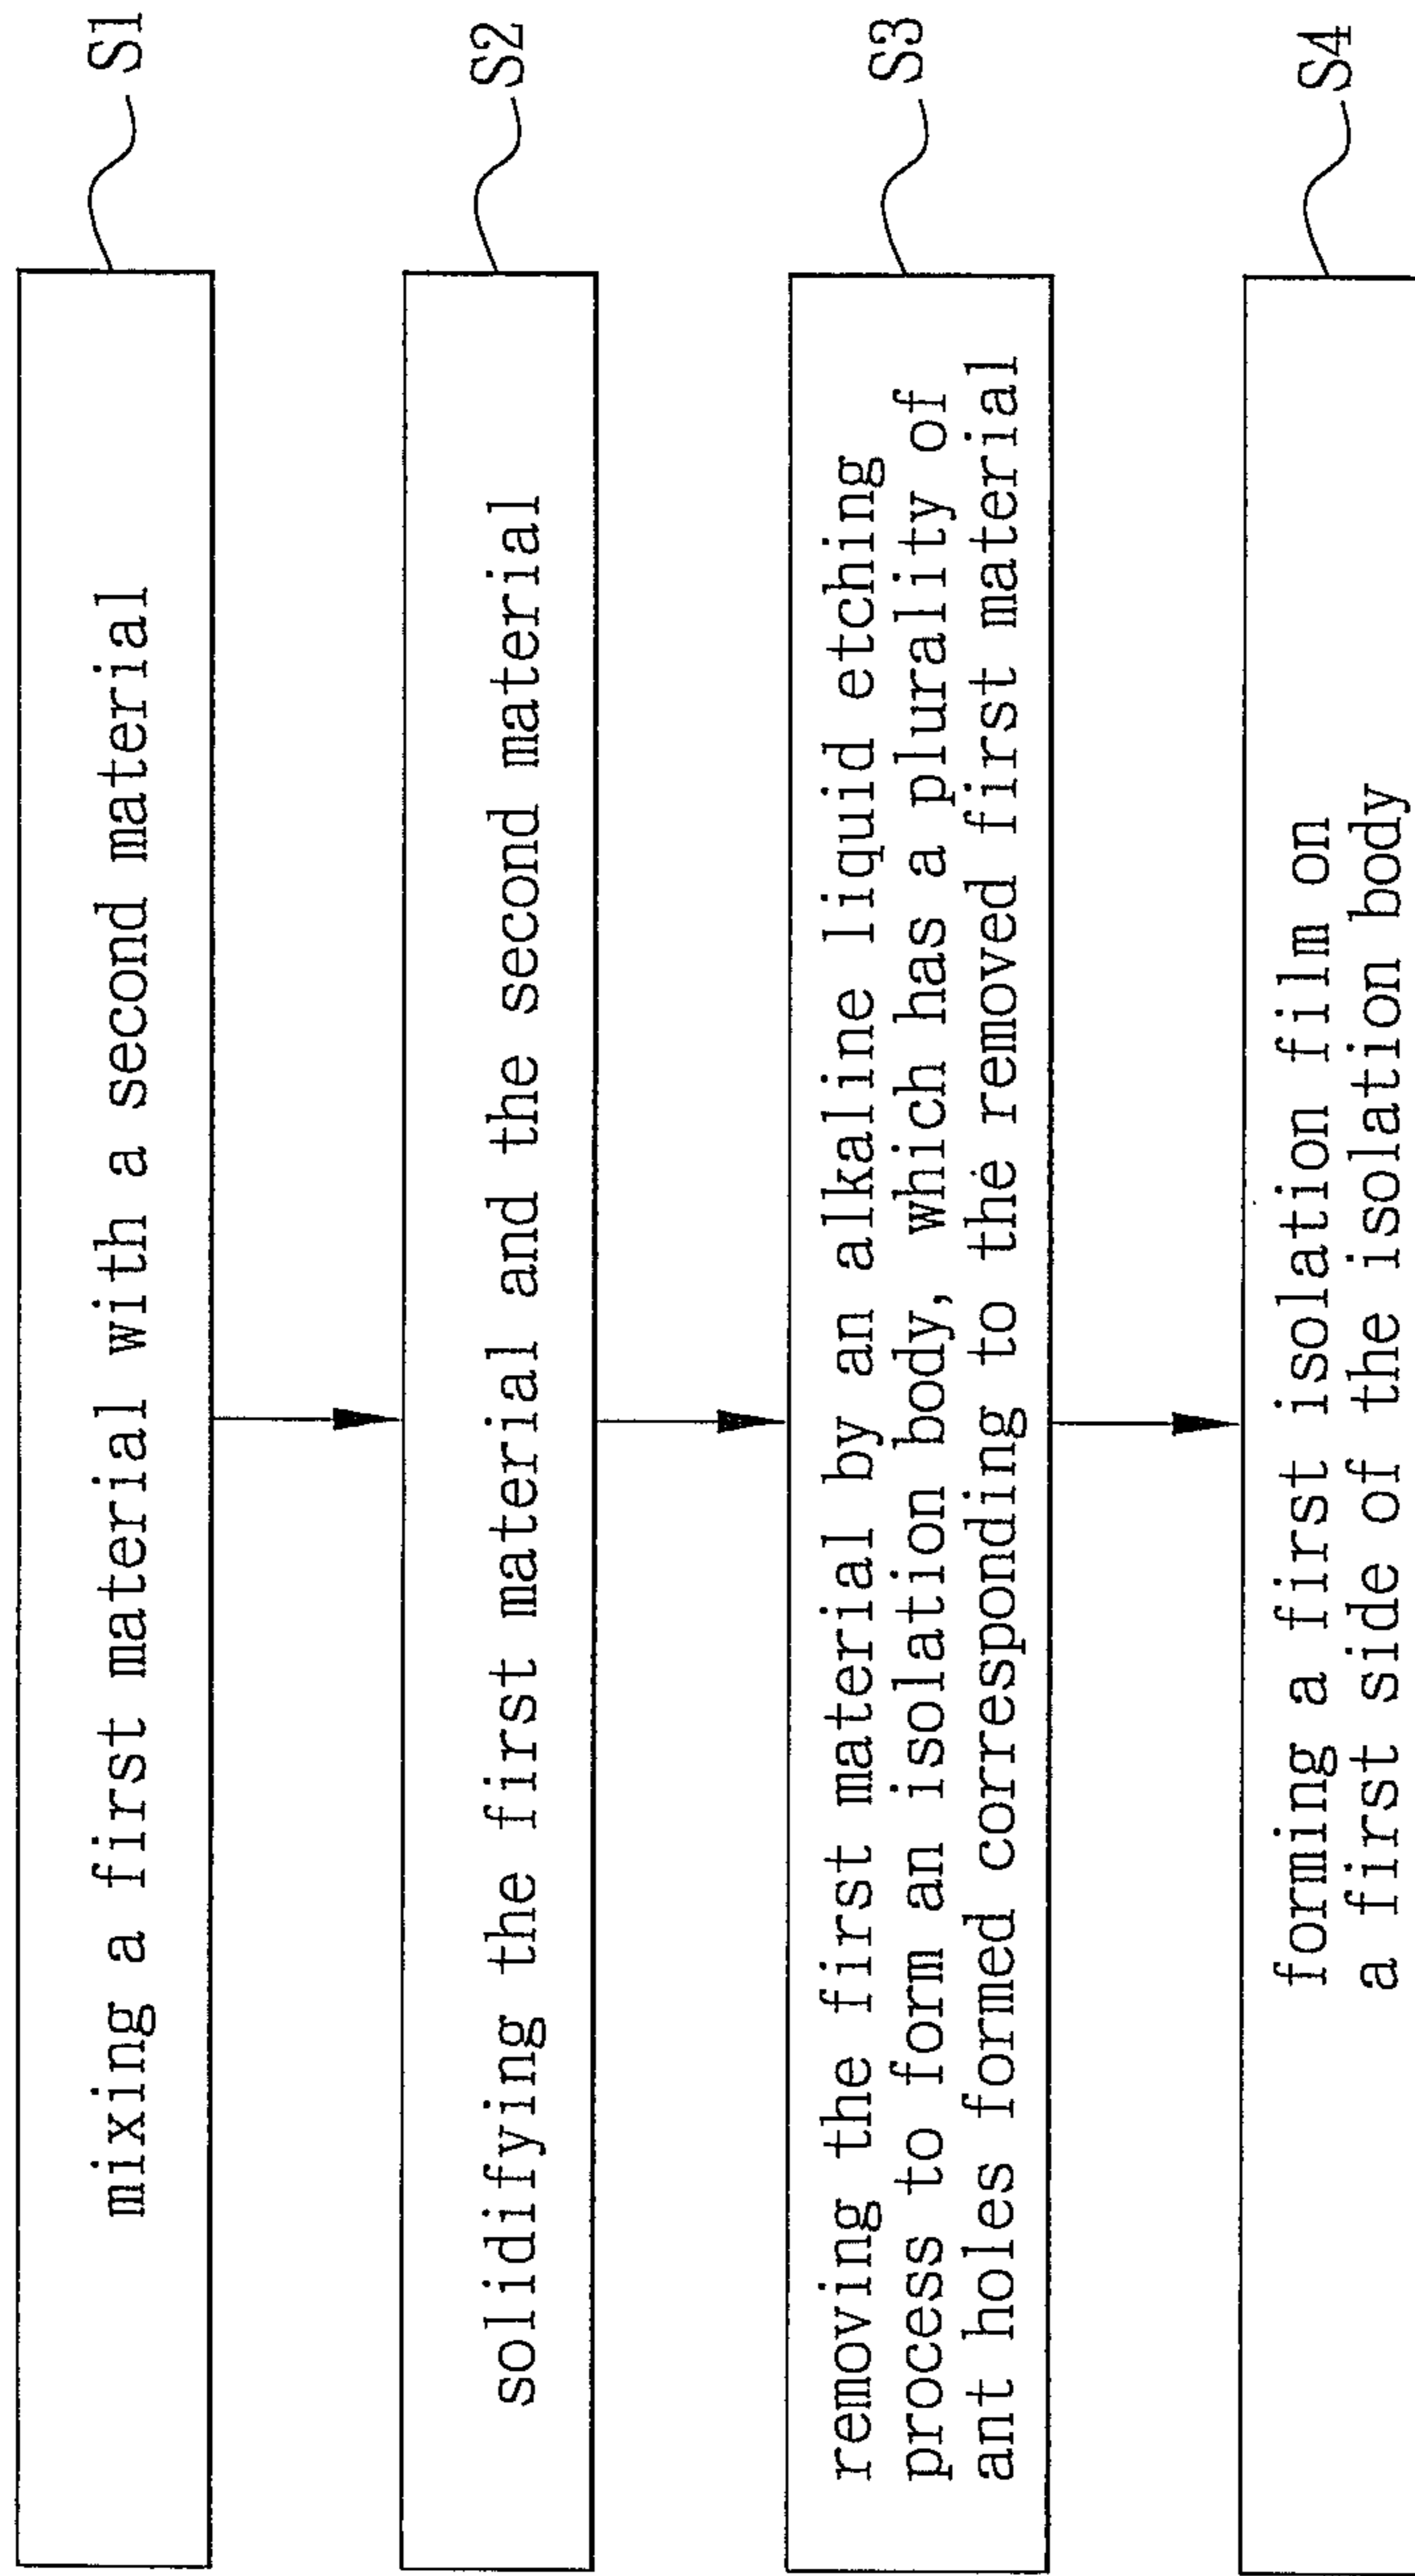 mixing a first material with a second material
S1
solidifying the first material and the second material
S2
removing the first material by an alkaline liquid etching
process to form an isolation body, which has a plurality of
ant holes formed corresponding to the removed first material
S3
forming a first isolation film on
a first side of the isolation body
S4